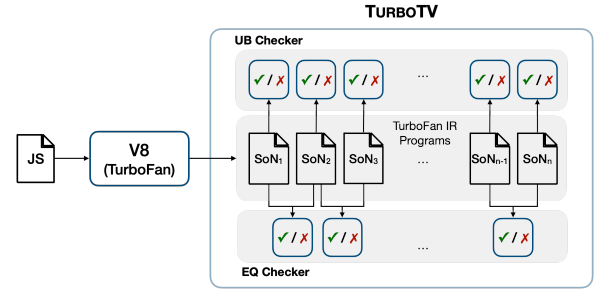 TURBOTV
UB Checker
✓/✗ ✓/✗ ✓/✗ ... ✓/✗ ✓/✗
TurboFan IR
Programs
JS
V8
(TurboFan)
SoN1 SoN2 SoN3 ... SoNn-1 SoNn
✓/✗ ✓/✗ ... ✓/✗
EQ Checker